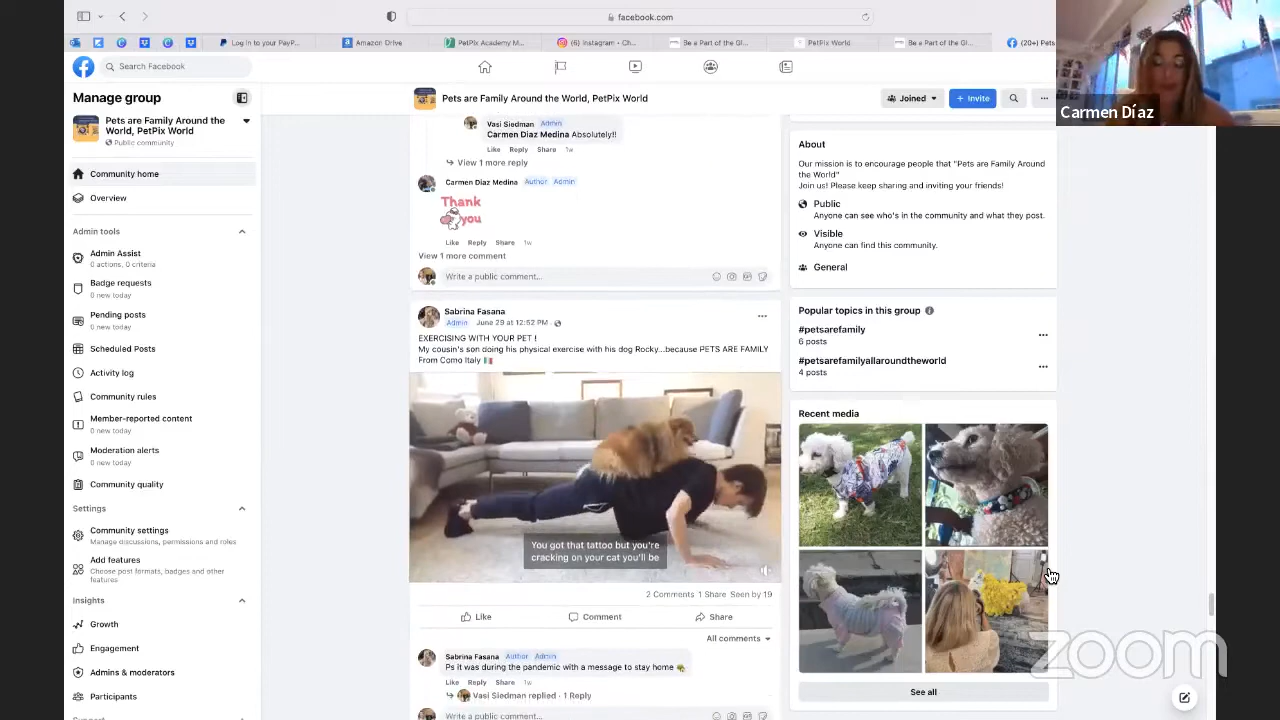 facebook.com
Log in to your PayP...
Amazon Drive
PetPix Academy M...
(6) Instagram • Ch...
Be a Part of the Gl...
PetPix World
Be a Part of the Gl...
(20+) Pets
Search Facebook
Manage group
Pets are Family Around the World, PetPix World
Joined
+ Invite
Carmen Díaz
Pets are Family Around the
World, PetPix World
Public community
Community home
Overview
Admin tools
Admin Assist
0 actions, 0 criteria
Badge requests
0 new today
Pending posts
0 new today
Scheduled Posts
Activity log
Community rules
Member-reported content
0 new today
Moderation alerts
0 new today
Community quality
Settings
Community settings
Manage discussions, permissions and roles
Add features
Choose post formats, badges and other
features
Insights
Growth
Engagement
Admins & moderators
Participants
Support
Vasi Siedman Admin
Carmen Diaz Medina Absolutely!!
Like Reply Share 1w
View 1 more reply
Carmen Diaz Medina Author Admin
Thank
you
Like Reply Share 1w
View 1 more comment
Write a public comment...
Sabrina Fasana
Admin June 29 at 12:52 PM
EXERCISING WITH YOUR PET !
My cousin's son doing his physical exercise with his dog Rocky...because PETS ARE FAMILY
From Como Italy 🇮🇹
You got that tattoo but you're
cracking on your cat you'll be
2 Comments 1 Share Seen by 19
Like Comment Share
All comments
Sabrina Fasana Author Admin
Ps it was during the pandemic with a message to stay home
Like Reply Share 1w
Vasi Siedman replied · 1 Reply
Write a public comment...
About
Our mission is to encourage people that "Pets are Family Around
the World"
Join us! Please keep sharing and inviting your friends!
Public
Anyone can see who's in the community and what they post.
Visible
Anyone can find this community.
General
Popular topics in this group
#petsarefamily
6 posts
#petsarefamilyallaroundtheworld
4 posts
Recent media
See all
zoom